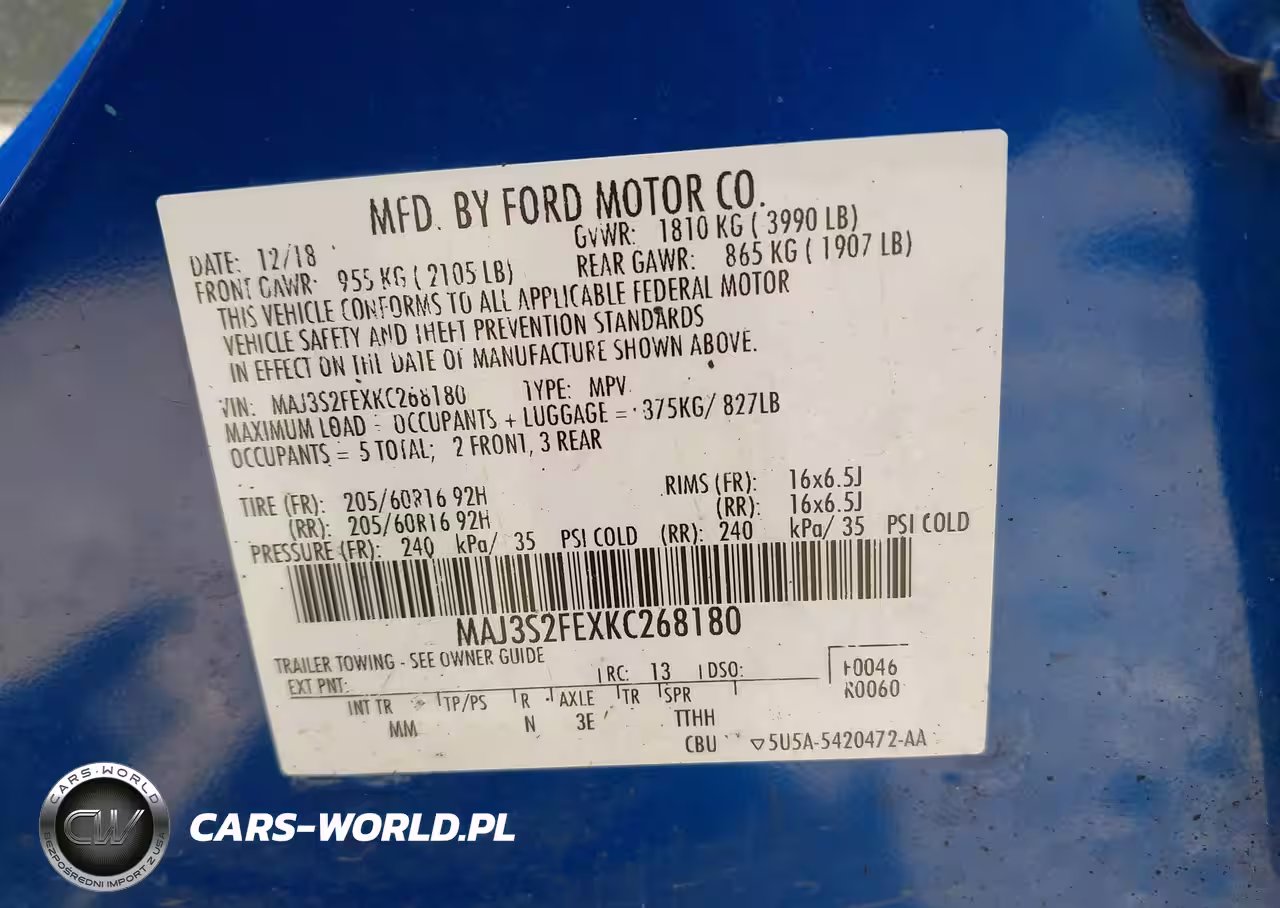 MFD. BY FORD MOTOR CO.
DATE: 12/18 GVWR: 1810 KG ( 3990 LB)
FRONT GAWR: 955 KG ( 2105 LB) REAR GAWR: 865 KG ( 1907 LB)
THIS VEHICLE CONFORMS TO ALL APPLICABLE FEDERAL MOTOR
VEHICLE SAFETY AND THEFT PREVENTION STANDARDS
IN EFFECT ON THE DATE OF MANUFACTURE SHOWN ABOVE.
VIN: MAJ3S2FEXKC268180 TYPE: MPV
MAXIMUM LOAD = OCCUPANTS + LUGGAGE = 375KG/ 827LB
OCCUPANTS = 5 TOTAL; 2 FRONT, 3 REAR
TIRE (FR): 205/60R16 92H RIMS (FR): 16x6.5J
(RR): 205/60R16 92H (RR): 16x6.5J
PRESSURE (FR): 240 kPa/ 35 PSI COLD (RR): 240 kPa/ 35 PSI COLD
MAJ3S2FEXKC268180
TRAILER TOWING - SEE OWNER GUIDE
EXT PNT: RC: 13 DSO: F0046
R0060
INT TR TP/PS R AXLE TR SPR
MM N 3E TTHH
CBU ▽5U5A-5420472-AA
CARS-WORLD
CW
BEZPOŚREDNI IMPORT Z USA
CARS-WORLD.PL